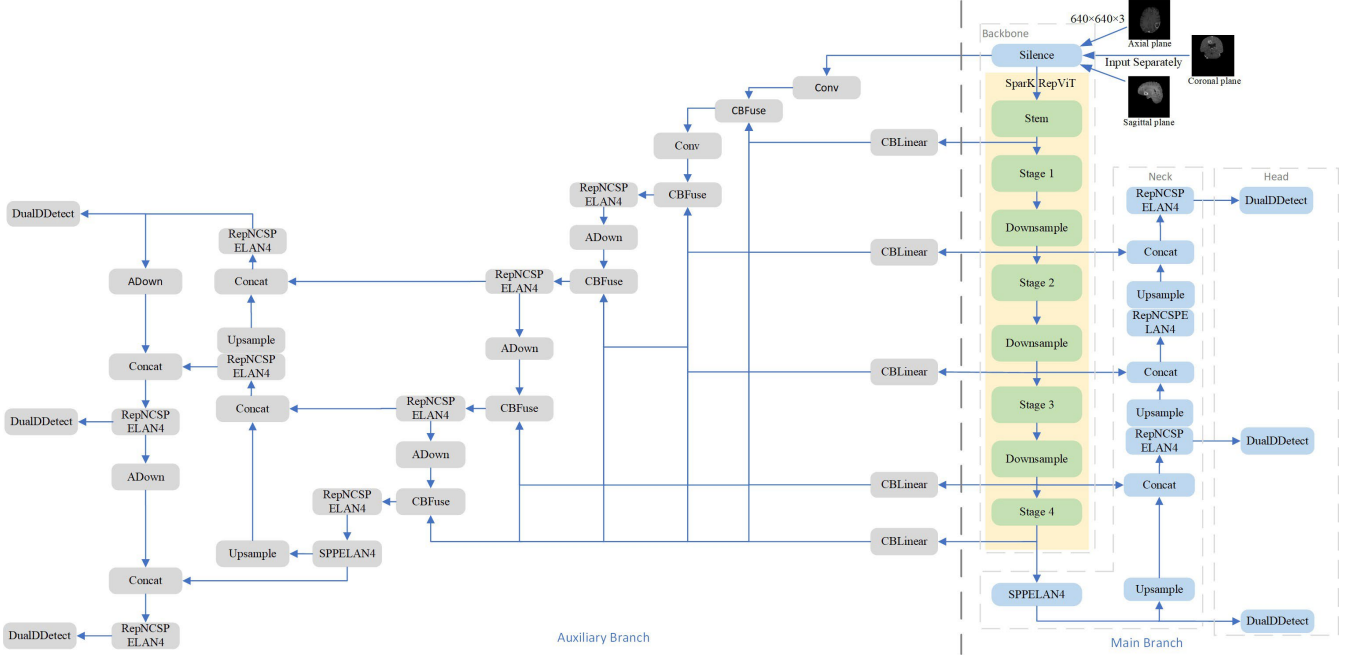 640×640×3
Axial plane
Backbone
Silence
Input Separately
Coronal plane
SparK RepViT
Conv
CBFuse
Sagittal plane
Stem
Conv
CBLinear
Stage 1
Neck
Head
RepNCSP
ELAN4
CBFuse
RepNCSP
ELAN4
DualDDetect
DualDDetect
RepNCSP
ELAN4
ADown
Downsample
CBLinear
Concat
ADown
Concat
RepNCSP
ELAN4
CBFuse
Stage 2
Upsample
RepNCSPE
LAN4
Upsample
ADown
Downsample
Concat
RepNCSP
ELAN4
CBLinear
Concat
DualDDetect
RepNCSP
ELAN4
Concat
RepNCSP
ELAN4
CBFuse
Stage 3
Upsample
RepNCSP
ELAN4
DualDDetect
ADown
ADown
Downsample
RepNCSP
ELAN4
CBFuse
CBLinear
Concat
Stage 4
Upsample
SPPELAN4
CBLinear
Concat
SPPELAN4
Upsample
DualDDetect
RepNCSP
ELAN4
DualDDetect
Auxiliary Branch
Main Branch